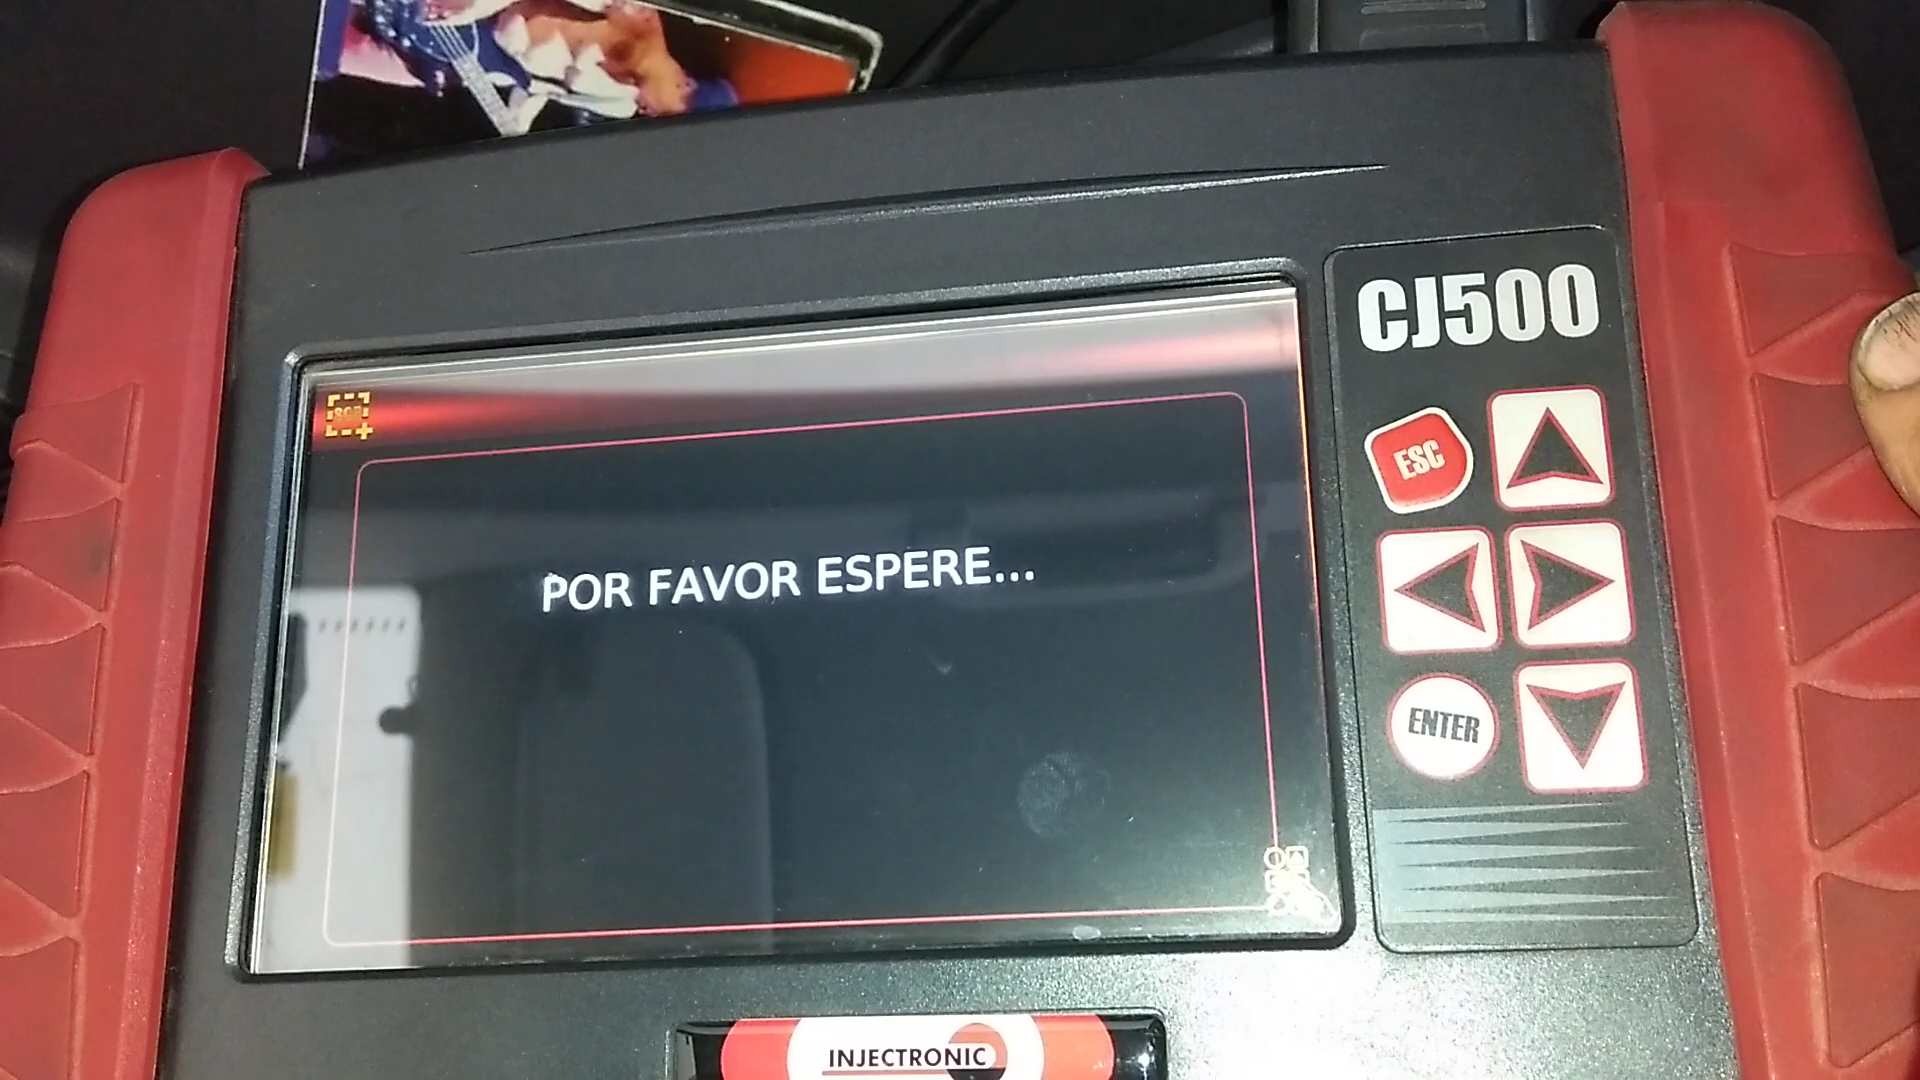 CJ500
ESC
POR FAVOR ESPERE...
ENTER
INJECTRONIC